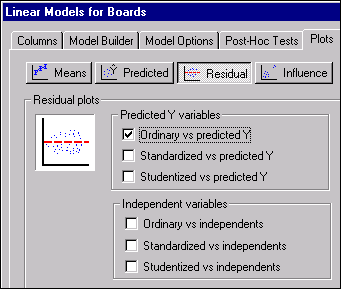 Linear Models for Boards
Columns Model Builder Model Options Post-Hoc Tests Plots
Means Predicted Residual Influence
Residual plots
Predicted Y variables
Ordinary vs predicted Y
Standardized vs predicted Y
Studentized vs predicted Y
Independent variables
Ordinary vs independents
Standardized vs independents
Studentized vs independents